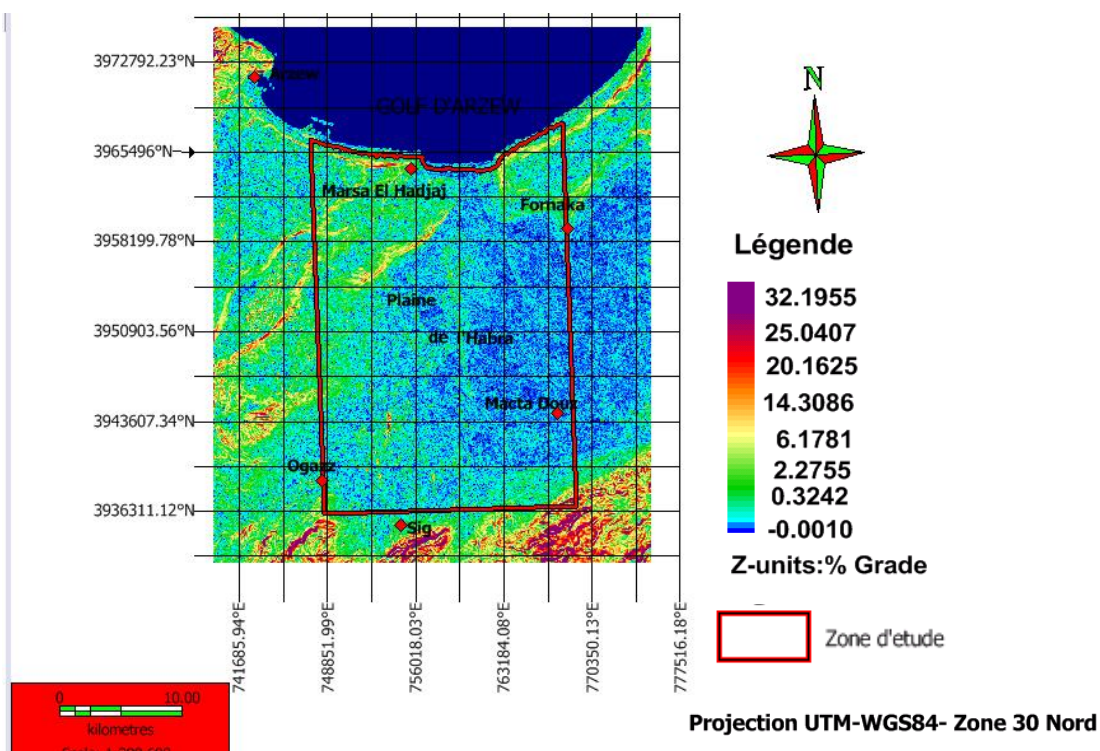 3972792.23°N
3965496°N
3958199.78°N
3950903.56°N
3943607.34°N
3936311.12°N
Arzew
GOLF D'ARZEW
Marsa El Hadjaj
Fornaka
Plaine
de l'Habra
Macta Douz
Ogazz
Sig
741685.94°E
748851.99°E
756018.03°E
763184.08°E
770350.13°E
777516.18°E
N
Légende
32.1955
25.0407
20.1625
14.3086
6.1781
2.2755
0.3242
-0.0010
Z-units:% Grade
Zone d'etude
0 10.00
kilometres
Projection UTM-WGS84- Zone 30 Nord